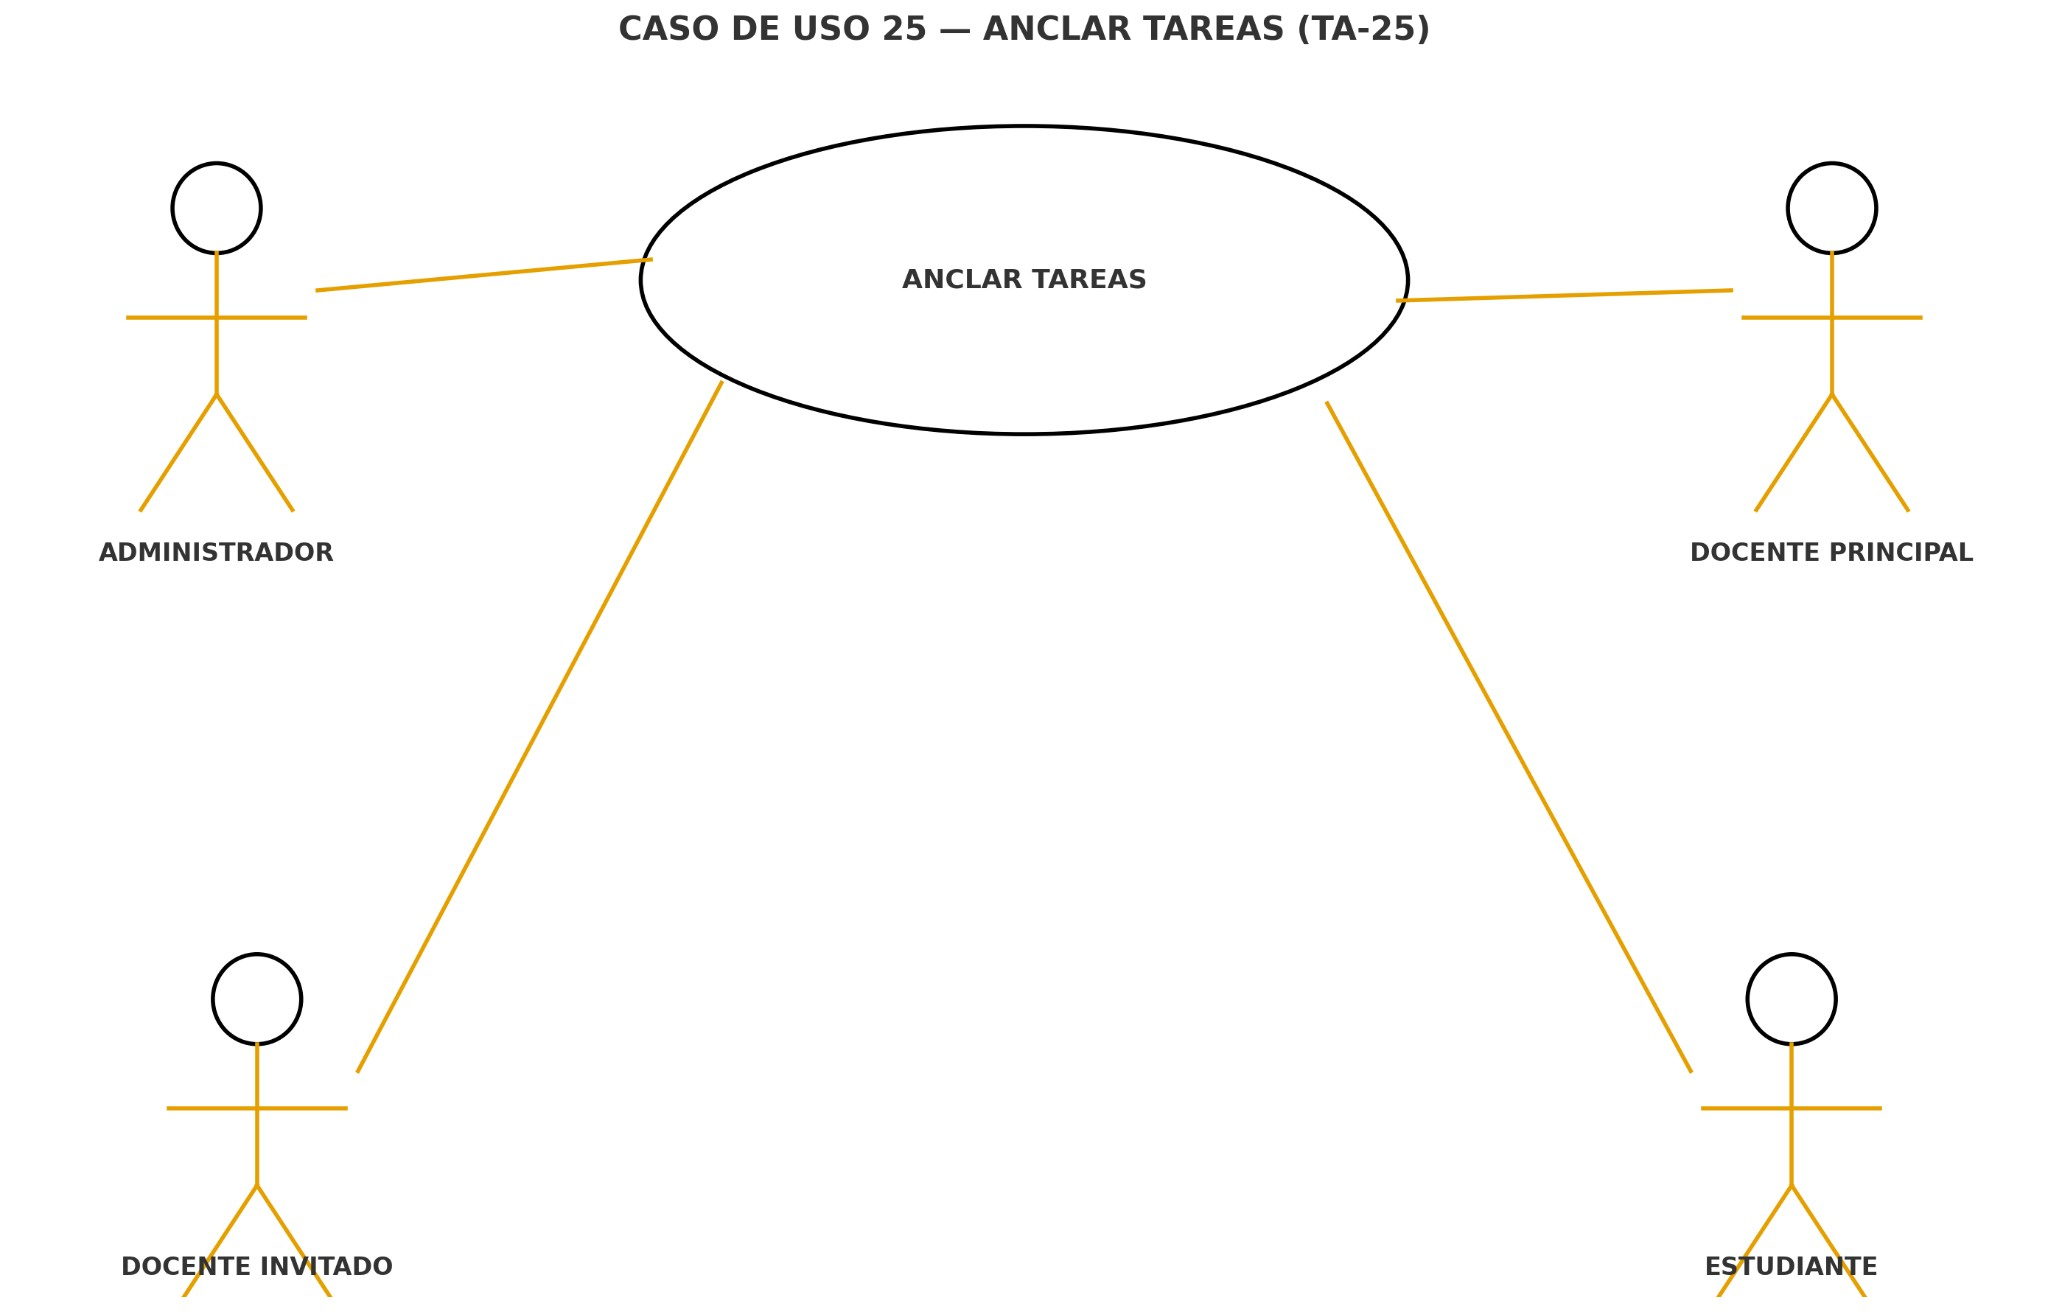 CASO DE USO 25 — ANCLAR TAREAS (TA-25)
ANCLAR TAREAS
ADMINISTRADOR
DOCENTE PRINCIPAL
DOCENTE INVITADO
ESTUDIANTE